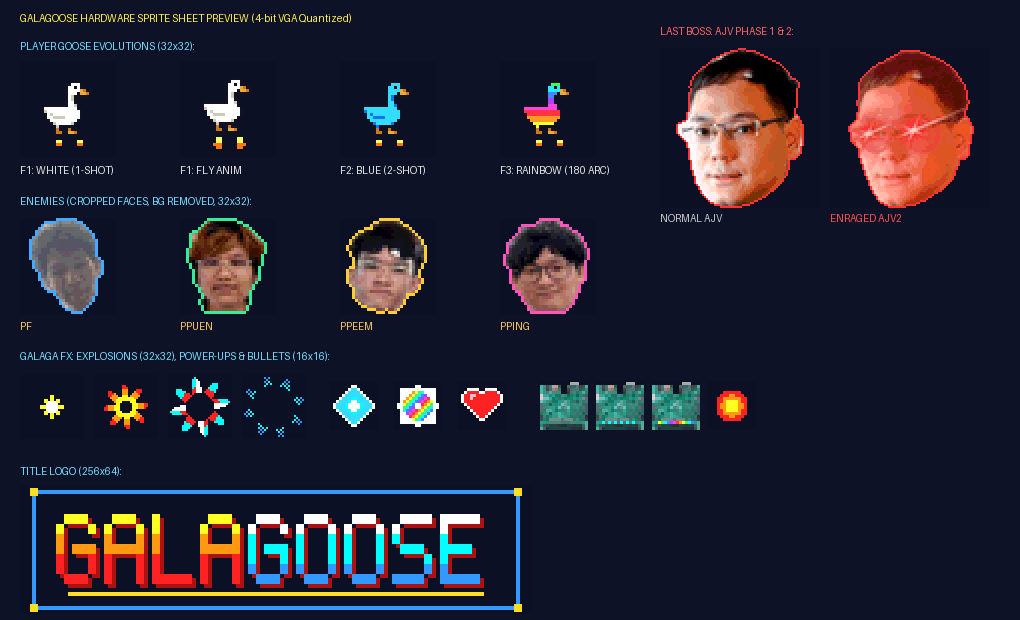 GALAGOOSE HARDWARE SPRITE SHEET PREVIEW (4-bit VGA Quantized)
LAST BOSS: AJV PHASE 1 & 2:
PLAYER GOOSE EVOLUTIONS (32x32):
F1: WHITE (1-SHOT)
F1: FLY ANIM
F2: BLUE (2-SHOT)
F3: RAINBOW (180 ARC)
ENEMIES (CROPPED FACES, BG REMOVED, 32x32):
NORMAL AJV
ENRAGED AJV2
PF
PPUEN
PPEEM
PPING
GALAGA FX: EXPLOSIONS (32x32), POWER-UPS & BULLETS (16x16):
TITLE LOGO (256x64):
GALAGOOSE